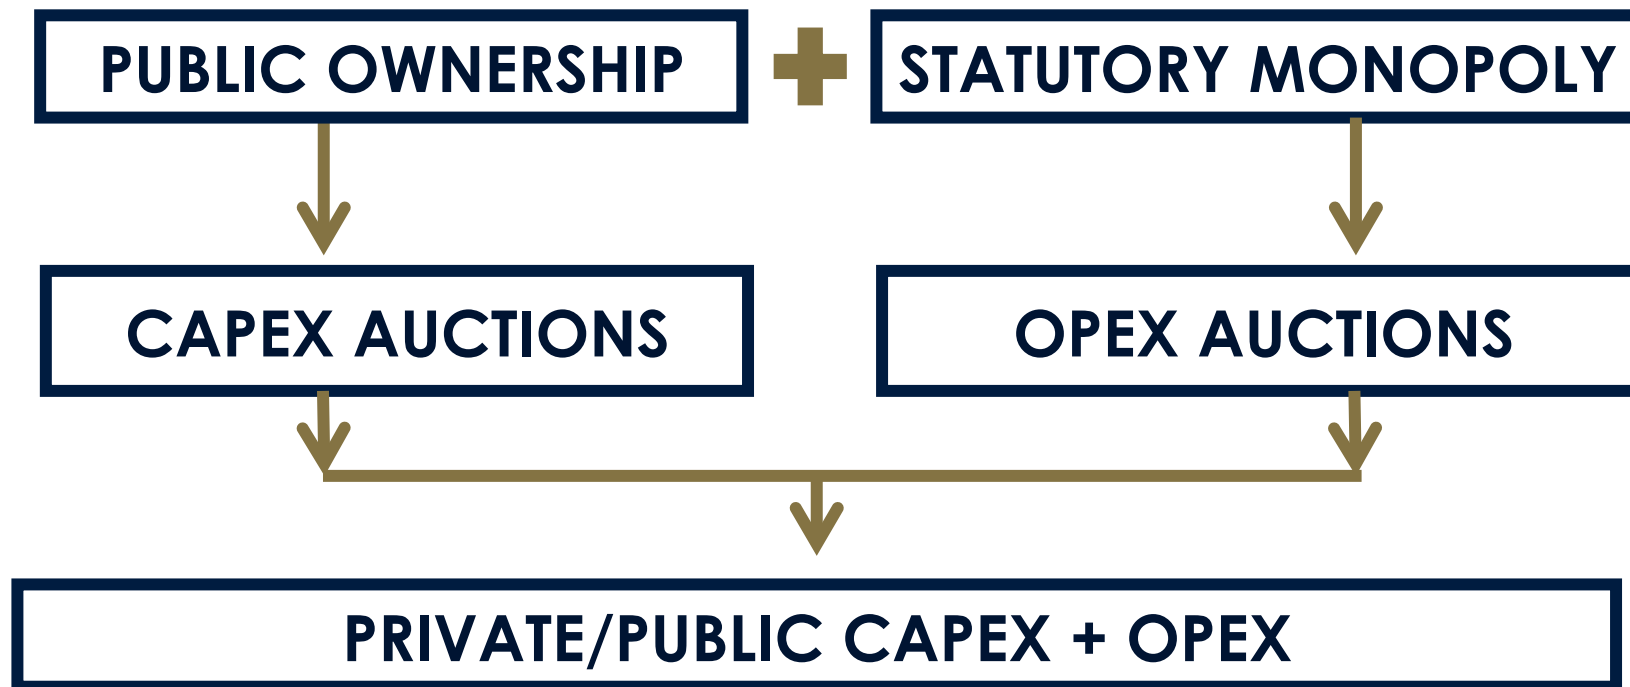 PUBLIC OWNERSHIP
STATUTORY MONOPOLY
CAPEX AUCTIONS
OPEX AUCTIONS
PRIVATE/PUBLIC CAPEX + OPEX